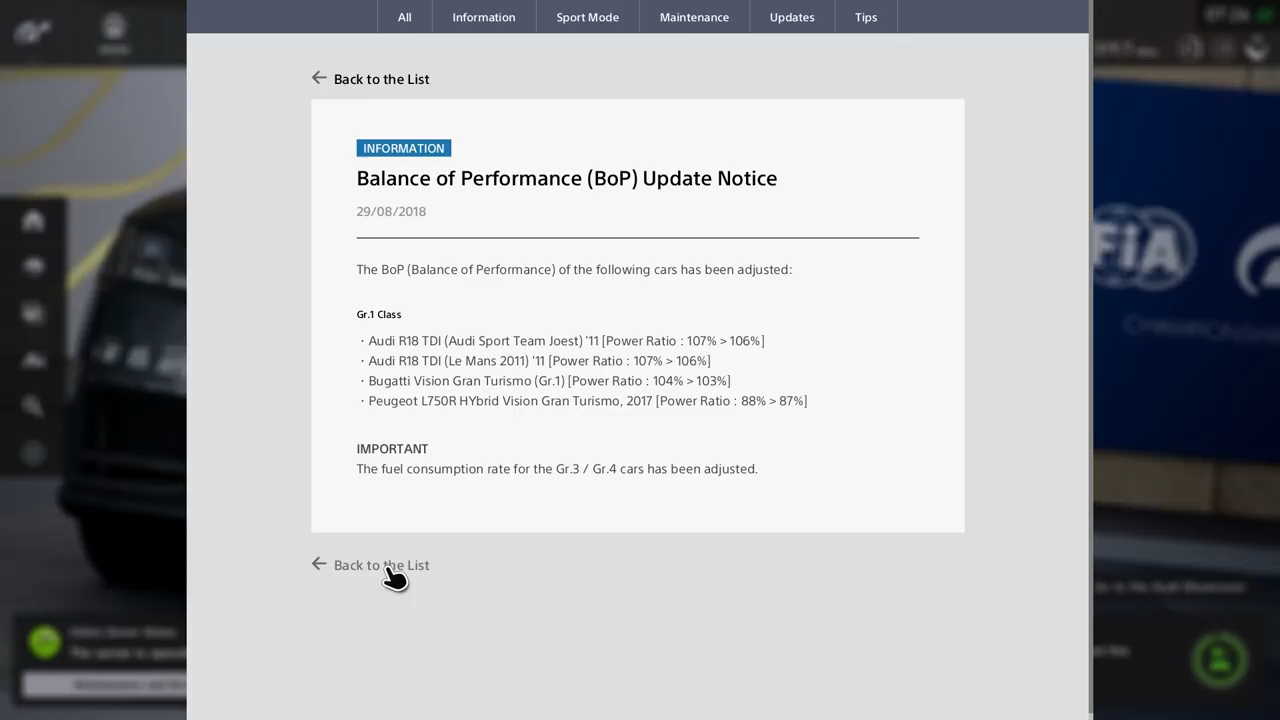 All
Information
Sport Mode
Maintenance
Updates
Tips
Back to the List
INFORMATION
Balance of Performance (BoP) Update Notice
29/08/2018
The BoP (Balance of Performance) of the following cars has been adjusted:
Gr.1 Class
・Audi R18 TDI (Audi Sport Team Joest) '11 [Power Ratio : 107% > 106%]
・Audi R18 TDI (Le Mans 2011) '11 [Power Ratio : 107% > 106%]
・Bugatti Vision Gran Turismo (Gr.1) [Power Ratio : 104% > 103%]
・Peugeot L750R HYbrid Vision Gran Turismo, 2017 [Power Ratio : 88% > 87%]
IMPORTANT
The fuel consumption rate for the Gr.3 / Gr.4 cars has been adjusted.
Back to the List
FIA